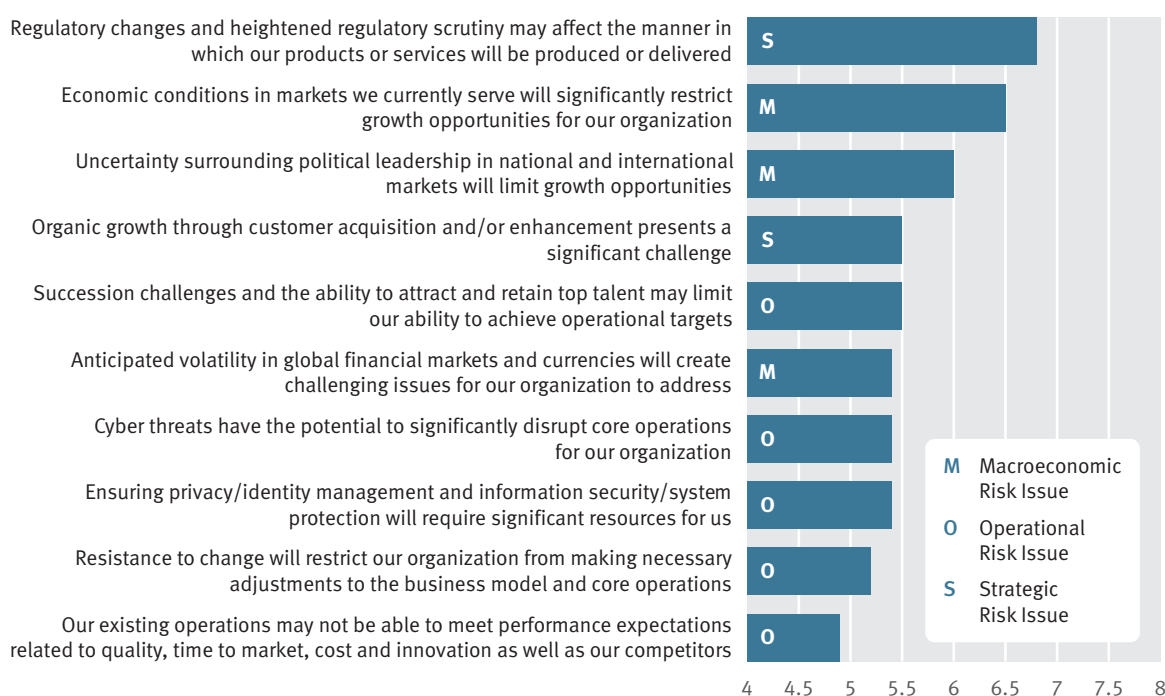 Regulatory changes and heightened regulatory scrutiny may affect the manner in
which our products or services will be produced or delivered
S
Economic conditions in markets we currently serve will significantly restrict
growth opportunities for our organization
M
Uncertainty surrounding political leadership in national and international
markets will limit growth opportunities
M
Organic growth through customer acquisition and/or enhancement presents a
significant challenge
S
Succession challenges and the ability to attract and retain top talent may limit
our ability to achieve operational targets
O
Anticipated volatility in global financial markets and currencies will create
challenging issues for our organization to address
M
Cyber threats have the potential to significantly disrupt core operations
for our organization
O
Ensuring privacy/identity management and information security/system
protection will require significant resources for us
O
Resistance to change will restrict our organization from making necessary
adjustments to the business model and core operations
O
Our existing operations may not be able to meet performance expectations
related to quality, time to market, cost and innovation as well as our competitors
O
M Macroeconomic
Risk Issue
O Operational
Risk Issue
S Strategic
Risk Issue
4 4.5 5 5.5 6 6.5 7 7.5 8